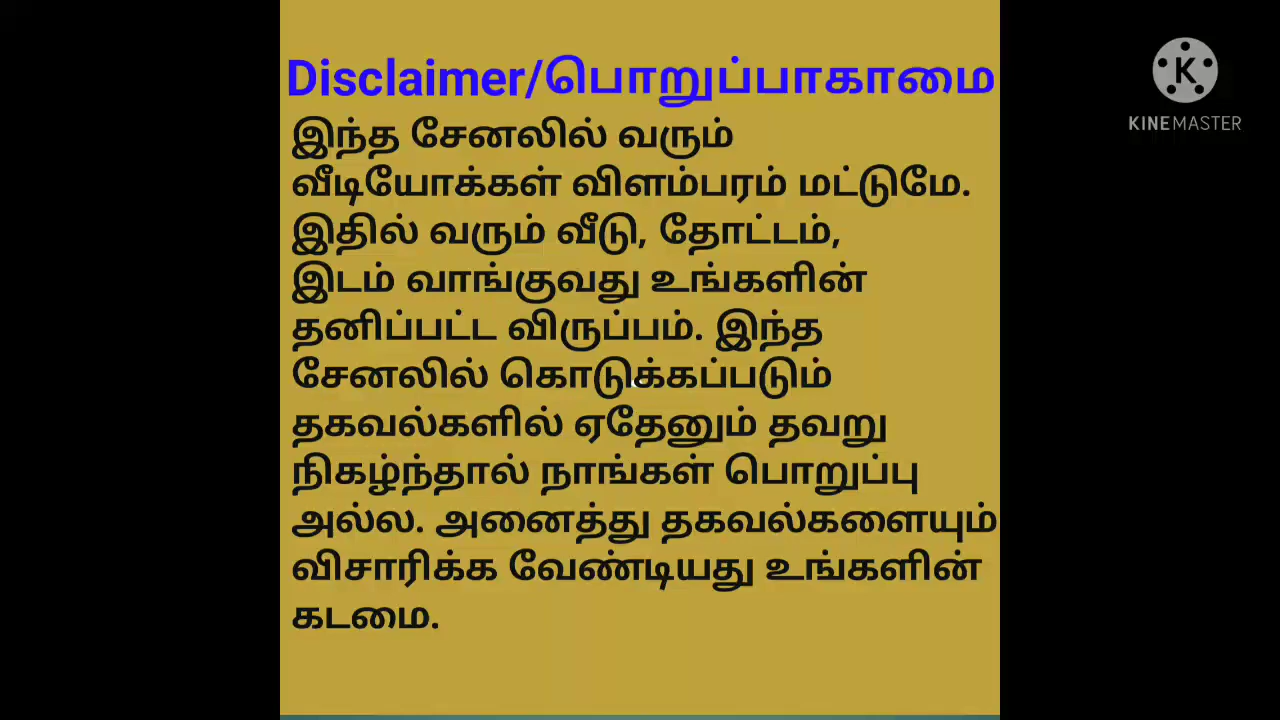 Disclaimer/பொறுப்பாகாமை
இந்த சேனலில் வரும்
வீடியோக்கள் விளம்பரம் மட்டுமே.
இதில் வரும் வீடு, தோட்டம்,
இடம் வாங்குவது உங்களின்
தனிப்பட்ட விருப்பம். இந்த
சேனலில் கொடுக்கப்படும்
தகவல்களில் ஏதேனும் தவறு
நிகழ்ந்தால் நாங்கள் பொறுப்பு
அல்ல. அனைத்து தகவல்களையும்
விசாரிக்க வேண்டியது உங்களின்
கடமை.
K
KINEMASTER